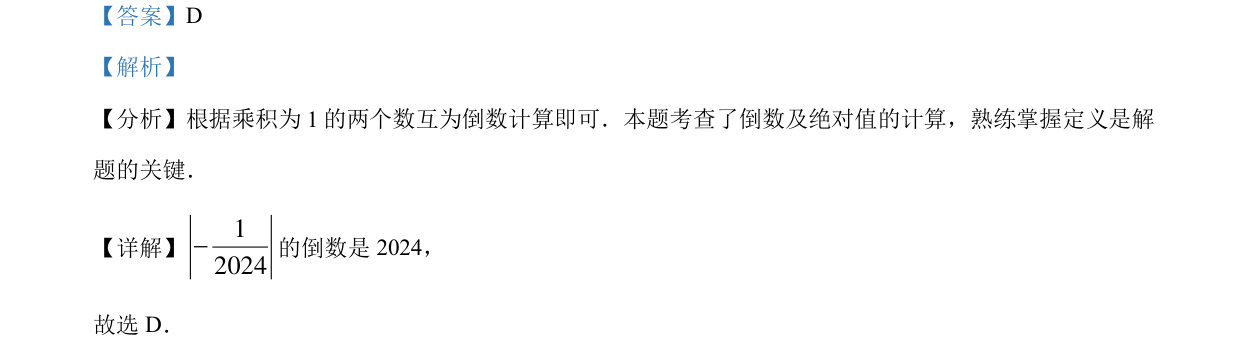 【答案】D
【解析】
【分析】根据乘积为 1 的两个数互为倒数计算即可．本题考查了倒数及绝对值的计算，熟练掌握定义是解
题的关键．
【详解】|−1/2024| 的倒数是 2024，
故选 D．